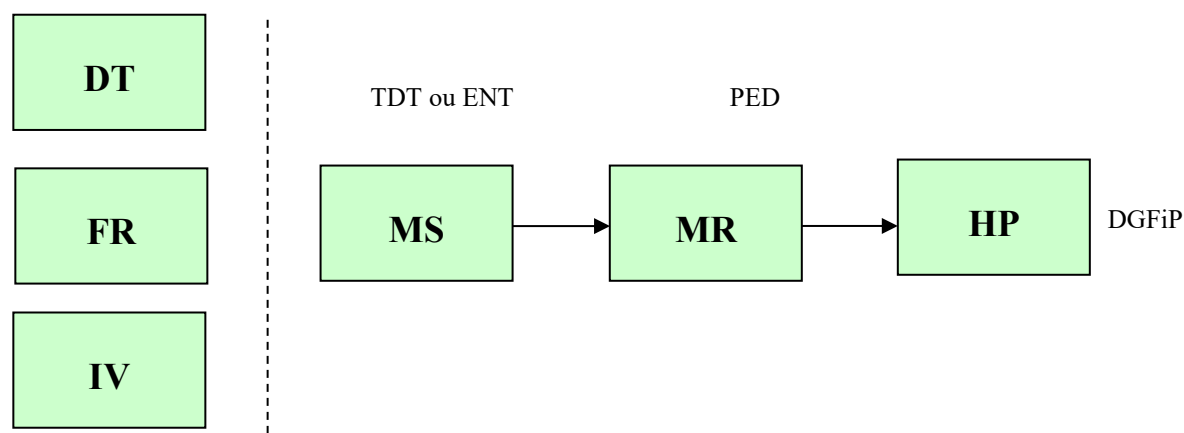 DT
TDT ou ENT
PED
FR
MS
MR
HP
DGFiP
IV